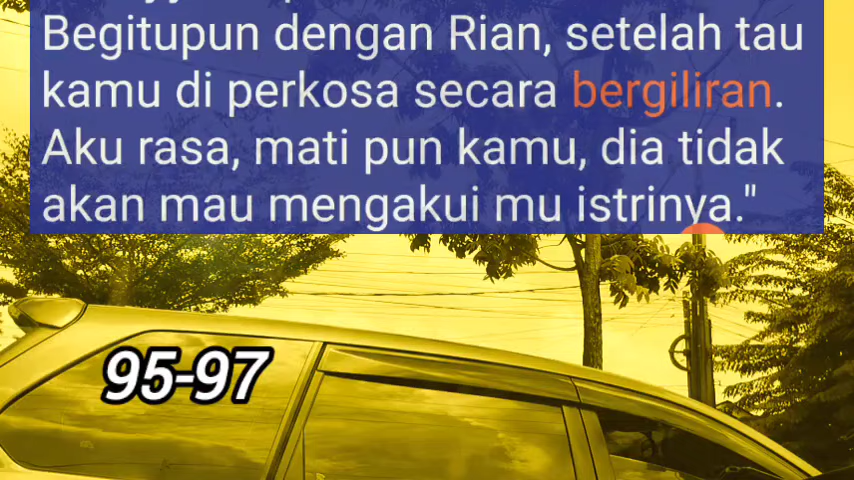 Begitupun dengan Rian, setelah tau
kamu di perkosa secara bergiliran.
Aku rasa, mati pun kamu, dia tidak
akan mau mengakui mu istrinya."
95-97